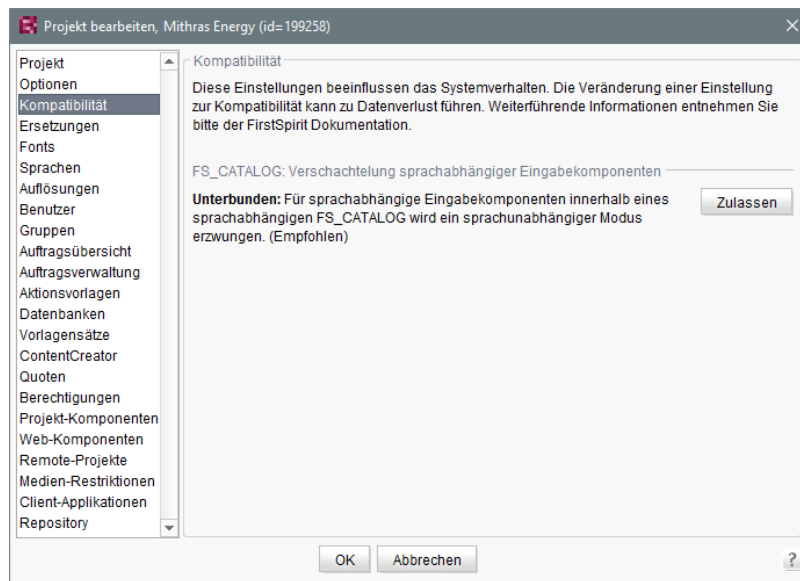 Projekt bearbeiten, Mithras Energy (id=199258)
Projekt
Optionen
Kompatibilität
Ersetzungen
Fonts
Sprachen
Auflösungen
Benutzer
Gruppen
Auftragsübersicht
Auftragsverwaltung
Aktionsvorlagen
Datenbanken
Vorlagensätze
ContentCreator
Quoten
Berechtigungen
Projekt-Komponenten
Web-Komponenten
Remote-Projekte
Medien-Restriktionen
Client-Applikationen
Repository
Kompatibilität
Diese Einstellungen beeinflussen das Systemverhalten. Die Veränderung einer Einstellung
zur Kompatibilität kann zu Datenverlust führen. Weiterführende Informationen entnehmen Sie
bitte der FirstSpirit Dokumentation.
FS_CATALOG: Verschachtelung sprachabhängiger Eingabekomponenten
Unterbunden: Für sprachabhängige Eingabekomponenten innerhalb eines
sprachabhängigen FS_CATALOG wird ein sprachunabhängiger Modus
erzwungen. (Empfohlen)
Zulassen
OK
Abbrechen
?